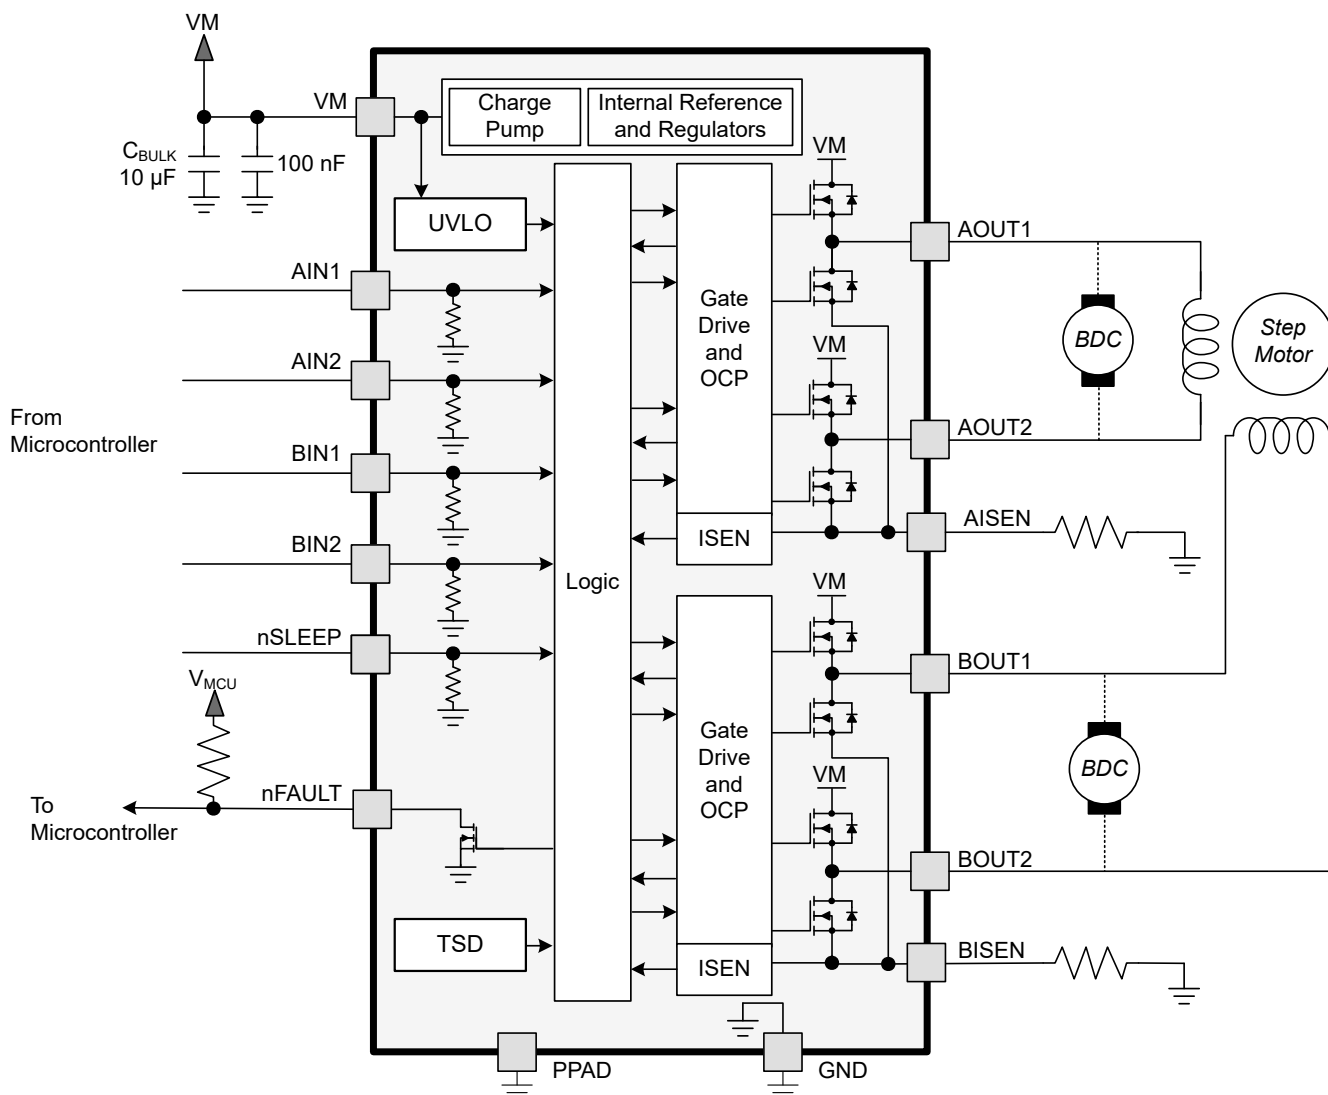 VM
VM
C_BULK
10 µF
100 nF
Charge
Pump
Internal Reference
and Regulators
UVLO
VM
AOUT1
AIN1
Gate
Drive
and
OCP
BDC
Step
Motor
VM
AIN2
AOUT2
From
Microcontroller
BIN1
AISEN
ISEN
BIN2
Logic
VM
nSLEEP
BOUT1
V_MCU
Gate
Drive
and
OCP
BDC
VM
nFAULT
To
Microcontroller
BOUT2
TSD
BISEN
ISEN
PPAD
GND